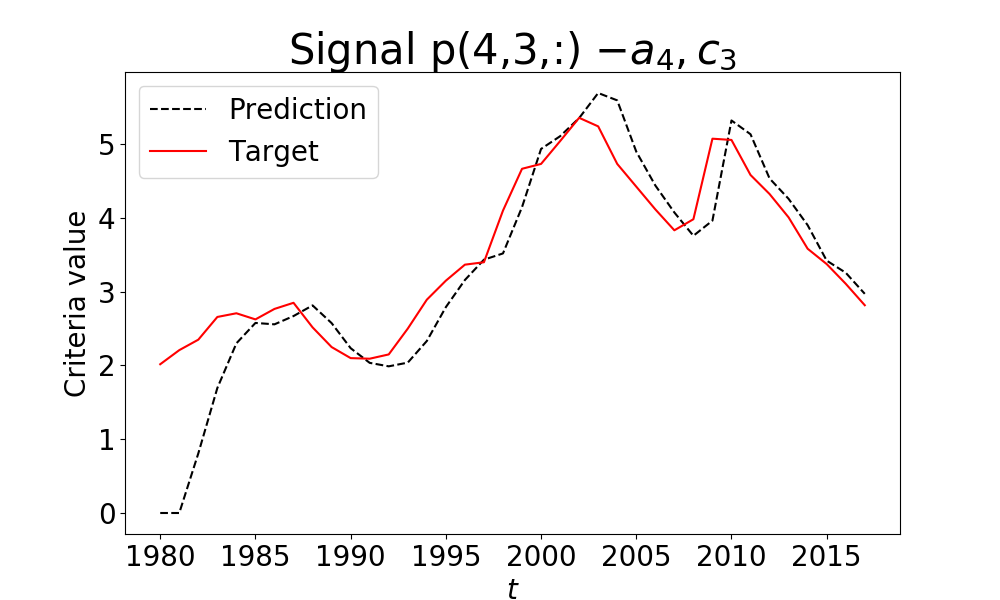 Signal p(4,3,:) −a₄, c₃
Prediction
Target
Criteria value
5
4
3
2
1
0
1980 1985 1990 1995 2000 2005 2010 2015
t